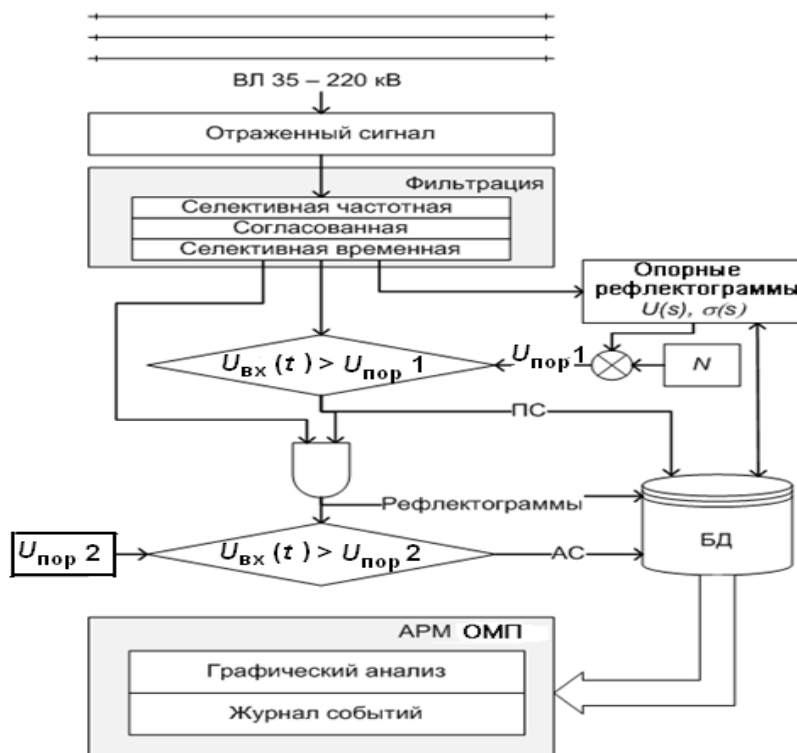 ВЛ 35 – 220 кВ
Отраженный сигнал
Фильтрация
Селективная частотная
Согласованная
Селективная временная
Опорные
рефлектограммы
U(s), σ(s)
Uвх (t) > Uпор 1
Uпор 1
N
ПС
Рефлектограммы
Uпор 2
Uвх (t) > Uпор 2
АС
БД
АРМ ОМП
Графический анализ
Журнал событий